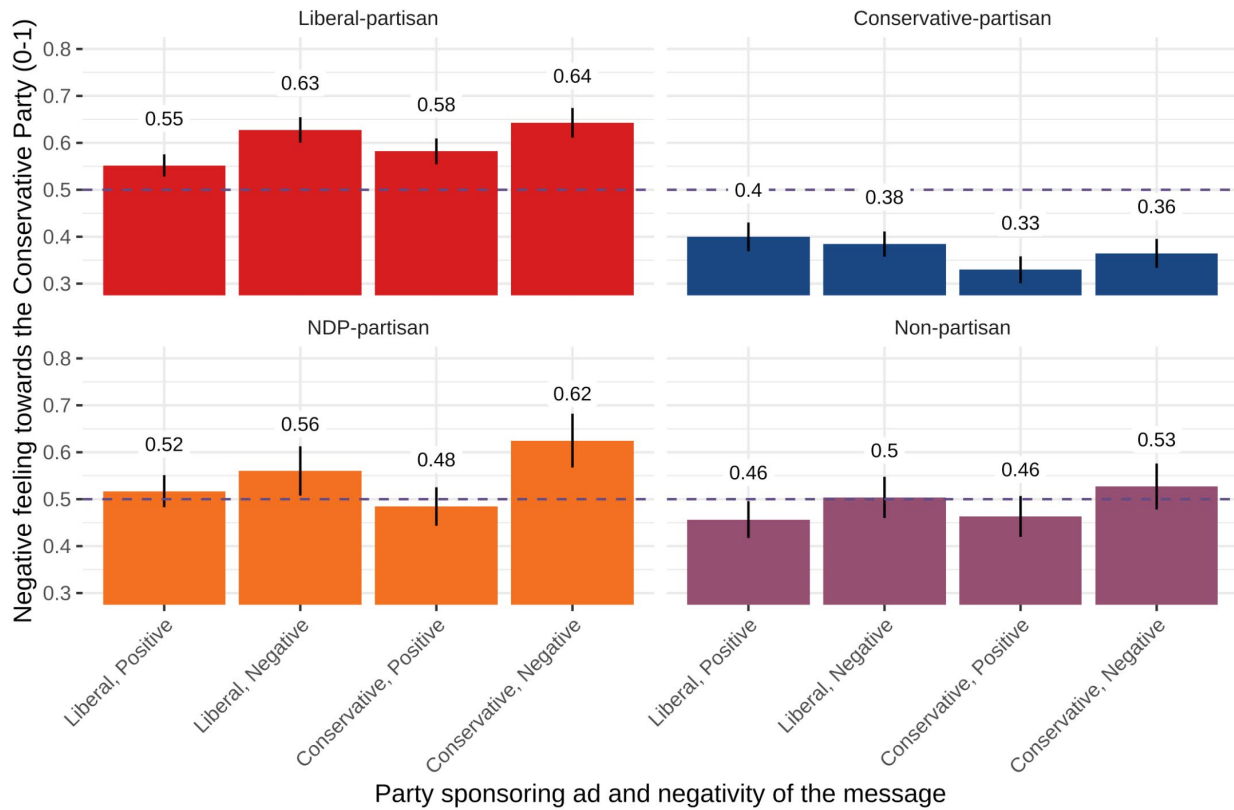 Negative feeling towards the Conservative Party (0-1)
Liberal-partisan
Conservative-partisan
0.8
0.7
0.6
0.5
0.4
0.3
0.55
0.63
0.58
0.64
0.4
0.38
0.33
0.36
NDP-partisan
Non-partisan
0.8
0.7
0.6
0.5
0.4
0.3
0.52
0.56
0.48
0.62
0.46
0.5
0.46
0.53
Liberal, Positive
Liberal, Negative
Conservative, Positive
Conservative, Negative
Liberal, Positive
Liberal, Negative
Conservative, Positive
Conservative, Negative
Party sponsoring ad and negativity of the message